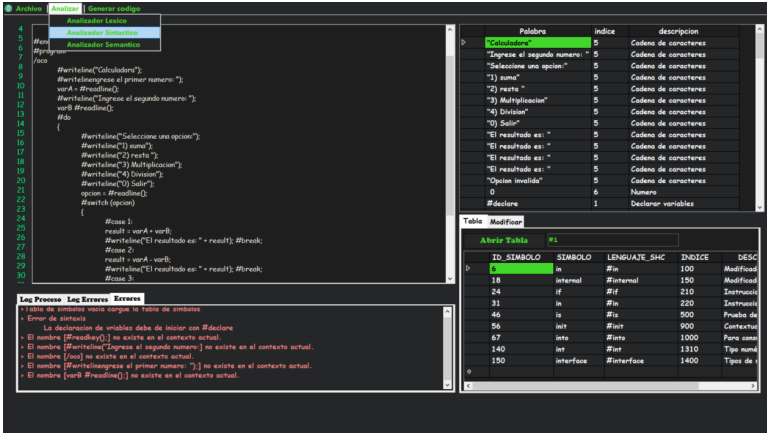 Archivo | Analizar | Generar codigo
Analizador Lexico
Analizador Sintactico
Analizador Semantico
4
5 #en
6 #program
7 /oco
8 #writeline("Calculadora");
9 #writelinengrese el primer numero: ");
10 varA = #readline();
11 #writeline("Ingrese el segundo numero: ");
12 varB #readline();
13 #do
14 {
15 #writeline("Seleccione una opcion:");
16 #writeline("1) suma");
17 #writeline("2) resta ");
18 #writeline("3) Multiplicacion");
19 #writeline("4) Division");
20 #writeline("0) Salir");
21 opcion = #readline();
22 #switch (opcion)
23 {
24 #case 1:
25 result = varA + varB;
26 #writeline("El resultado es: " + result); #break;
27 #case 2:
28 result = varA - varB;
29 #writeline("El resultado es: " + result); #break;
30 #case 3:
Palabra indice descripcion
"Calculadora" 5 Cadena de caracteres
"Ingrese el segundo numero: " 5 Cadena de caracteres
"Seleccione una opcion:" 5 Cadena de caracteres
"1) suma" 5 Cadena de caracteres
"2) resta " 5 Cadena de caracteres
"3) Multiplicacion" 5 Cadena de caracteres
"4) Division" 5 Cadena de caracteres
"0) Salir" 5 Cadena de caracteres
"El resultado es: " 5 Cadena de caracteres
"El resultado es: " 5 Cadena de caracteres
"El resultado es: " 5 Cadena de caracteres
"El resultado es: " 5 Cadena de caracteres
"Opcion invalida" 5 Cadena de caracteres
0 6 Numero
#declare 1 Declarar variables
Tabla Modificar
Abrir Tabla #i
ID_SIMBOLO SIMBOLO LENGUAJE_SHC INDICE DESC
6 in #in 100 Modificad
18 internal #internal 150 Modificad
24 if #if 210 Instruccio
31 in #in 220 Instruccio
46 is #is 500 Prueba de
56 init #init 900 Contextua
67 into #into 1000 Para cons
140 int #int 1310 Tipo numé
150 interface #interface 1400 Tipos de r
Log Proceso Log Errores Errores
> Tabla de simbolos vacia cargue la tabla de simbolos
> Error de sintaxis
La declaracion de vriables debe de iniciar con #declare
> El nombre [#readkey();] no existe en el contexto actual.
> El nombre [#writeline("Ingrese el segundo numero:] no existe en el contexto actual.
> El nombre [/oco] no existe en el contexto actual.
> El nombre [#writelinengrese el primer numero: ");] no existe en el contexto actual.
> El nombre [varB #readline();] no existe en el contexto actual.